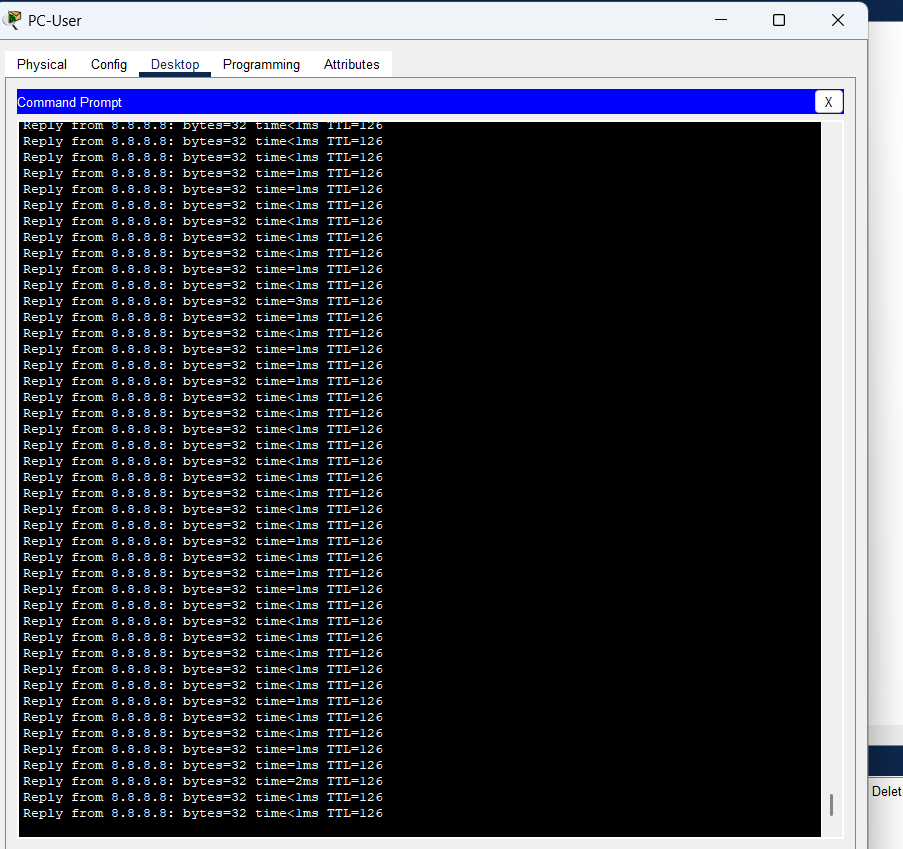 PC-User
Physical Config Desktop Programming Attributes
Command Prompt X
Reply from 8.8.8.8: bytes=32 time<1ms TTL=126
Reply from 8.8.8.8: bytes=32 time<1ms TTL=126
Reply from 8.8.8.8: bytes=32 time<1ms TTL=126
Reply from 8.8.8.8: bytes=32 time=1ms TTL=126
Reply from 8.8.8.8: bytes=32 time=1ms TTL=126
Reply from 8.8.8.8: bytes=32 time<1ms TTL=126
Reply from 8.8.8.8: bytes=32 time<1ms TTL=126
Reply from 8.8.8.8: bytes=32 time<1ms TTL=126
Reply from 8.8.8.8: bytes=32 time<1ms TTL=126
Reply from 8.8.8.8: bytes=32 time=1ms TTL=126
Reply from 8.8.8.8: bytes=32 time<1ms TTL=126
Reply from 8.8.8.8: bytes=32 time=3ms TTL=126
Reply from 8.8.8.8: bytes=32 time=1ms TTL=126
Reply from 8.8.8.8: bytes=32 time<1ms TTL=126
Reply from 8.8.8.8: bytes=32 time=1ms TTL=126
Reply from 8.8.8.8: bytes=32 time=1ms TTL=126
Reply from 8.8.8.8: bytes=32 time=1ms TTL=126
Reply from 8.8.8.8: bytes=32 time<1ms TTL=126
Reply from 8.8.8.8: bytes=32 time<1ms TTL=126
Reply from 8.8.8.8: bytes=32 time<1ms TTL=126
Reply from 8.8.8.8: bytes=32 time<1ms TTL=126
Reply from 8.8.8.8: bytes=32 time<1ms TTL=126
Reply from 8.8.8.8: bytes=32 time<1ms TTL=126
Reply from 8.8.8.8: bytes=32 time<1ms TTL=126
Reply from 8.8.8.8: bytes=32 time<1ms TTL=126
Reply from 8.8.8.8: bytes=32 time<1ms TTL=126
Reply from 8.8.8.8: bytes=32 time=1ms TTL=126
Reply from 8.8.8.8: bytes=32 time<1ms TTL=126
Reply from 8.8.8.8: bytes=32 time=1ms TTL=126
Reply from 8.8.8.8: bytes=32 time=1ms TTL=126
Reply from 8.8.8.8: bytes=32 time<1ms TTL=126
Reply from 8.8.8.8: bytes=32 time<1ms TTL=126
Reply from 8.8.8.8: bytes=32 time<1ms TTL=126
Reply from 8.8.8.8: bytes=32 time<1ms TTL=126
Reply from 8.8.8.8: bytes=32 time<1ms TTL=126
Reply from 8.8.8.8: bytes=32 time<1ms TTL=126
Reply from 8.8.8.8: bytes=32 time=1ms TTL=126
Reply from 8.8.8.8: bytes=32 time<1ms TTL=126
Reply from 8.8.8.8: bytes=32 time<1ms TTL=126
Reply from 8.8.8.8: bytes=32 time=1ms TTL=126
Reply from 8.8.8.8: bytes=32 time=1ms TTL=126
Reply from 8.8.8.8: bytes=32 time=2ms TTL=126
Reply from 8.8.8.8: bytes=32 time<1ms TTL=126
Reply from 8.8.8.8: bytes=32 time<1ms TTL=126
Delet